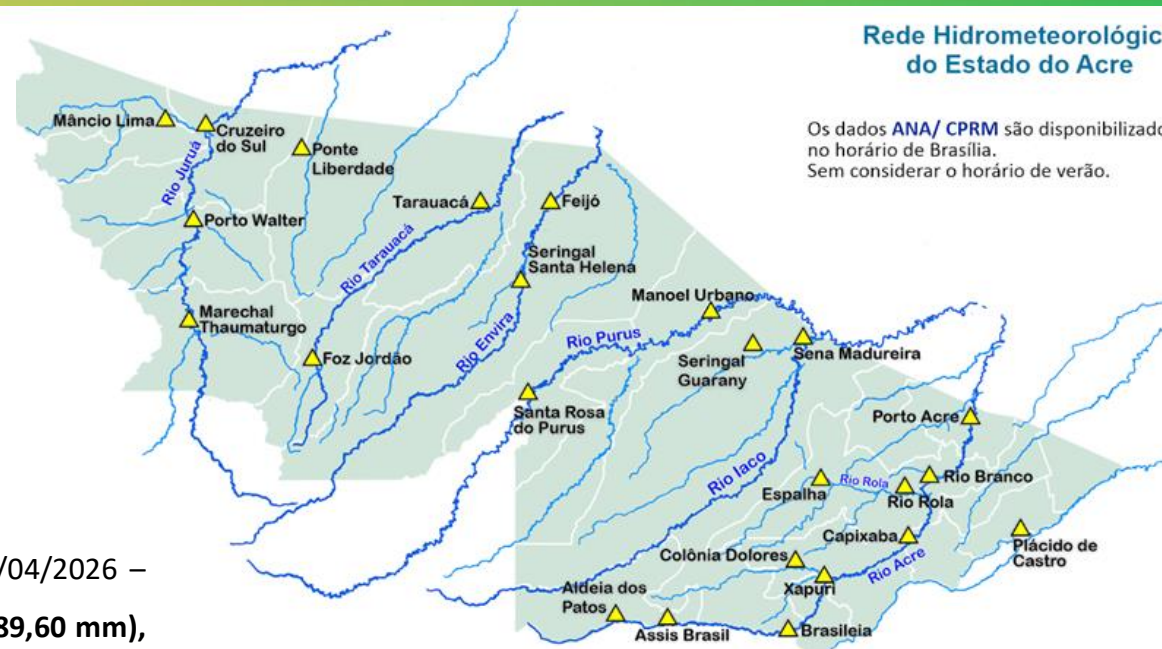 Rede Hidrometeorológic
do Estado do Acre
Os dados ANA/ CPRM são disponibilizado
no horário de Brasília.
Sem considerar o horário de verão.
Mâncio Lima
Cruzeiro
do Sul
Ponte
Liberdade
Rio Juruá
Porto Walter
Tarauacá
Feijó
Rio Tarauacá
Seringal
Santa Helena
Marechal
Thaumaturgo
Foz Jordão
Rio Envira
Manoel Urbano
Rio Purus
Seringal
Guarany
Sena Madureira
Santa Rosa
do Purus
Porto Acre
Rio Iaco
Espalha
Rio Rola
Rio Rola
Rio Branco
Capixaba
Plácido de
Castro
Colônia Dolores
Rio Acre
Xapuri
Aldeia dos
Patos
Assis Brasil
Brasileia
/04/2026 –
89,60 mm),